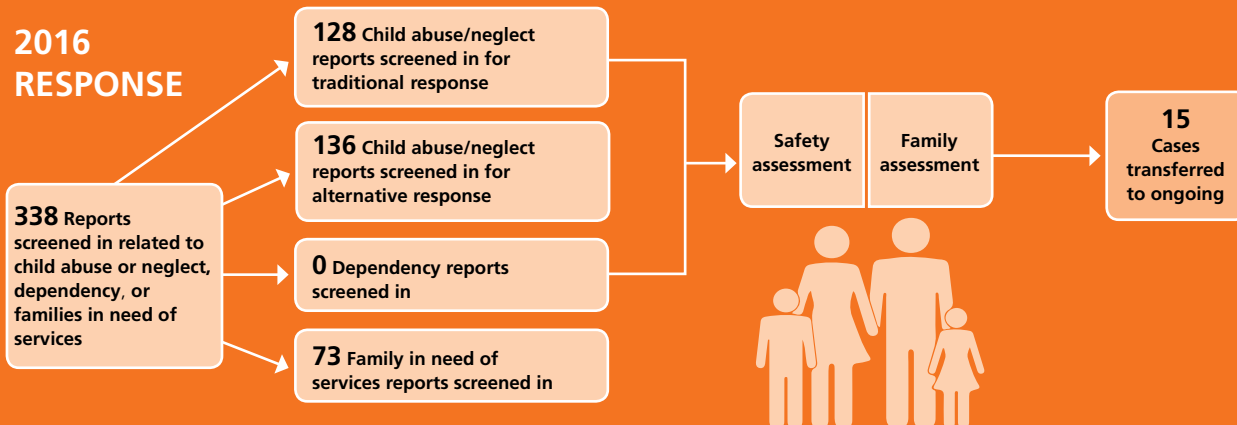 2016
RESPONSE
338 Reports
screened in related to
child abuse or neglect,
dependency, or
families in need of
services
128 Child abuse/neglect
reports screened in for
traditional response
136 Child abuse/neglect
reports screened in for
alternative response
0 Dependency reports
screened in
73 Family in need of
services reports screened in
Safety
assessment
Family
assessment
15
Cases
transferred
to ongoing